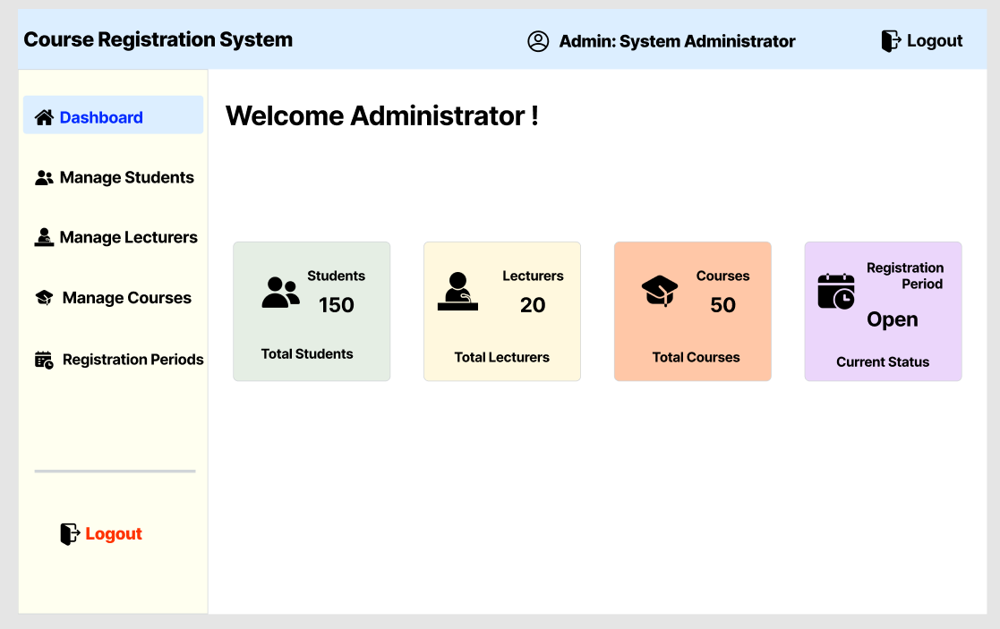 Course Registration System
Admin: System Administrator
Logout
Dashboard
Manage Students
Manage Lecturers
Manage Courses
Registration Periods
Logout
Welcome Administrator !
Students
150
Total Students
Lecturers
20
Total Lecturers
Courses
50
Total Courses
Registration
Period
Open
Current Status